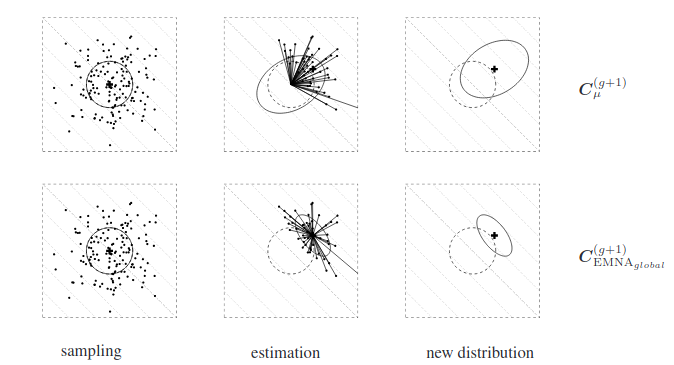 C_μ^(g+1)
C_EMNA_global^(g+1)
sampling estimation new distribution